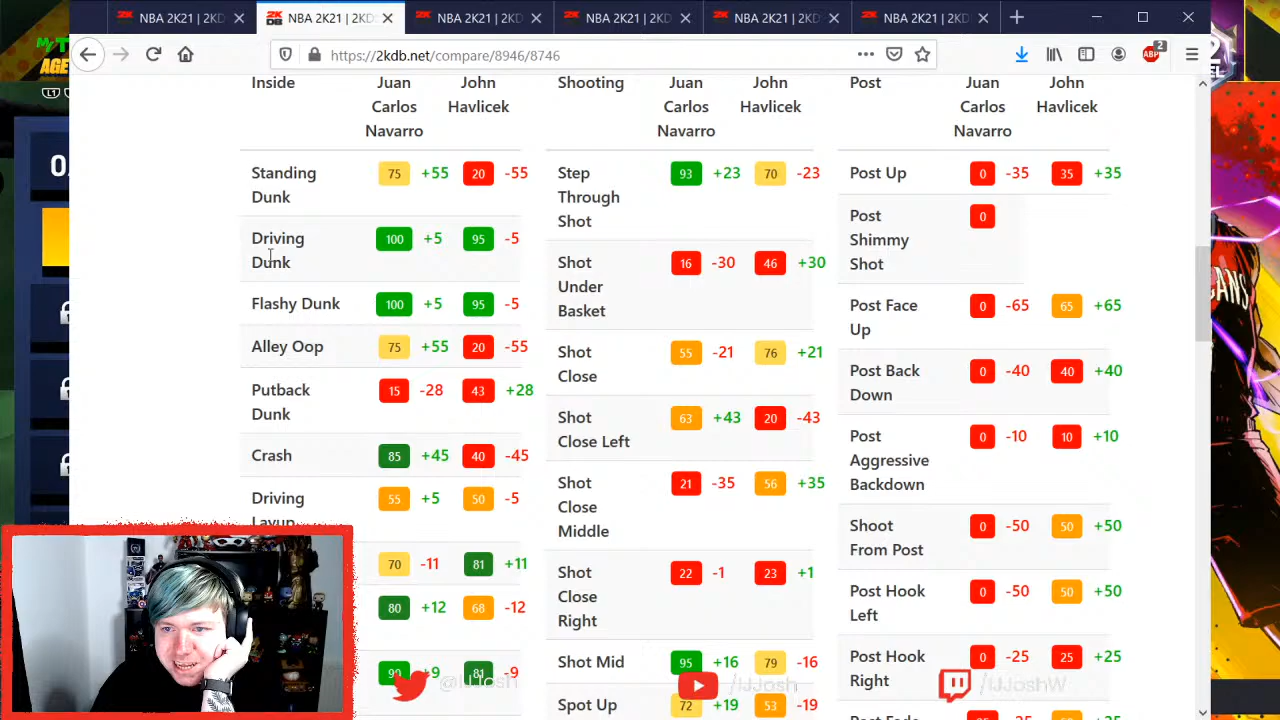 NBA 2K21 | 2KD
NBA 2K21 | 2KD
NBA 2K21 | 2KD
NBA 2K21 | 2KD
NBA 2K21 | 2KD
NBA 2K21 | 2KD
https://2kdb.net/compare/8946/8746
ABP 2
Inside Juan Carlos Navarro John Havlicek
Standing Dunk 75 +55 20 -55
Driving Dunk 100 +5 95 -5
Flashy Dunk 100 +5 95 -5
Alley Oop 75 +55 20 -55
Putback Dunk 15 -28 43 +28
Crash 85 +45 40 -45
Driving Layup 55 +5 50 -5
70 -11 81 +11
80 +12 68 -12
90 +9 81 -9
Shooting Juan Carlos Navarro John Havlicek
Step Through Shot 93 +23 70 -23
Shot Under Basket 16 -30 46 +30
Shot Close 55 -21 76 +21
Shot Close Left 63 +43 20 -43
Shot Close Middle 21 -35 56 +35
Shot Close Right 22 -1 23 +1
Shot Mid 95 +16 79 -16
Spot Up 72 +19 53 -19
Post Juan Carlos Navarro John Havlicek
Post Up 0 -35 35 +35
Post Shimmy Shot 0
Post Face Up 0 -65 65 +65
Post Back Down 0 -40 40 +40
Post Aggressive Backdown 0 -10 10 +10
Shoot From Post 0 -50 50 +50
Post Hook Left 0 -50 50 +50
Post Hook Right 0 -25 25 +25
@IJJosh
/IJJosh
/IJJoshW